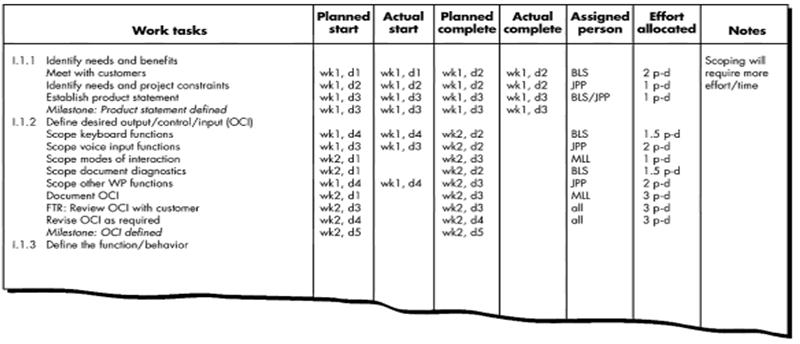 Work tasks Planned start Actual start Planned complete Actual complete Assigned person Effort allocated Notes
I.1.1 Identify needs and benefits Scoping will
Meet with customers wk1, d1 wk1, d1 wk1, d2 wk1, d2 BLS 2 p-d require more
Identify needs and project constraints wk1, d2 wk1, d2 wk1, d2 wk1, d2 JPP 1 p-d effort/time
Establish product statement wk1, d3 wk1, d3 wk1, d3 wk1, d3 BLS/JPP 1 p-d
Milestone: Product statement defined wk1, d3 wk1, d3 wk1, d3 wk1, d3
I.1.2 Define desired output/control/input (OCI)
Scope keyboard functions wk1, d4 wk1, d4 wk2, d2 BLS 1.5 p-d
Scope voice input functions wk1, d3 wk1, d3 wk2, d2 JPP 2 p-d
Scope modes of interaction wk2, d1 wk2, d3 MLL 1 p-d
Scope document diagnostics wk2, d1 wk2, d2 BLS 1.5 p-d
Scope other WP functions wk1, d4 wk1, d4 wk2, d3 JPP 2 p-d
Document OCI wk2, d1 wk2, d3 MLL 3 p-d
FTR: Review OCI with customer wk2, d3 wk2, d3 all 3 p-d
Revise OCI as required wk2, d4 wk2, d4 all 3 p-d
Milestone: OCI defined wk2, d5 wk2, d5
I.1.3 Define the function/behavior